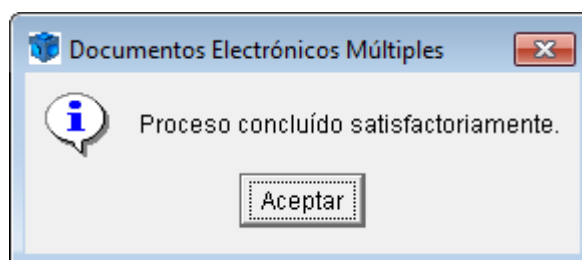 Documentos Electrónicos Múltiples
Proceso concluído satisfactoriamente.
Aceptar